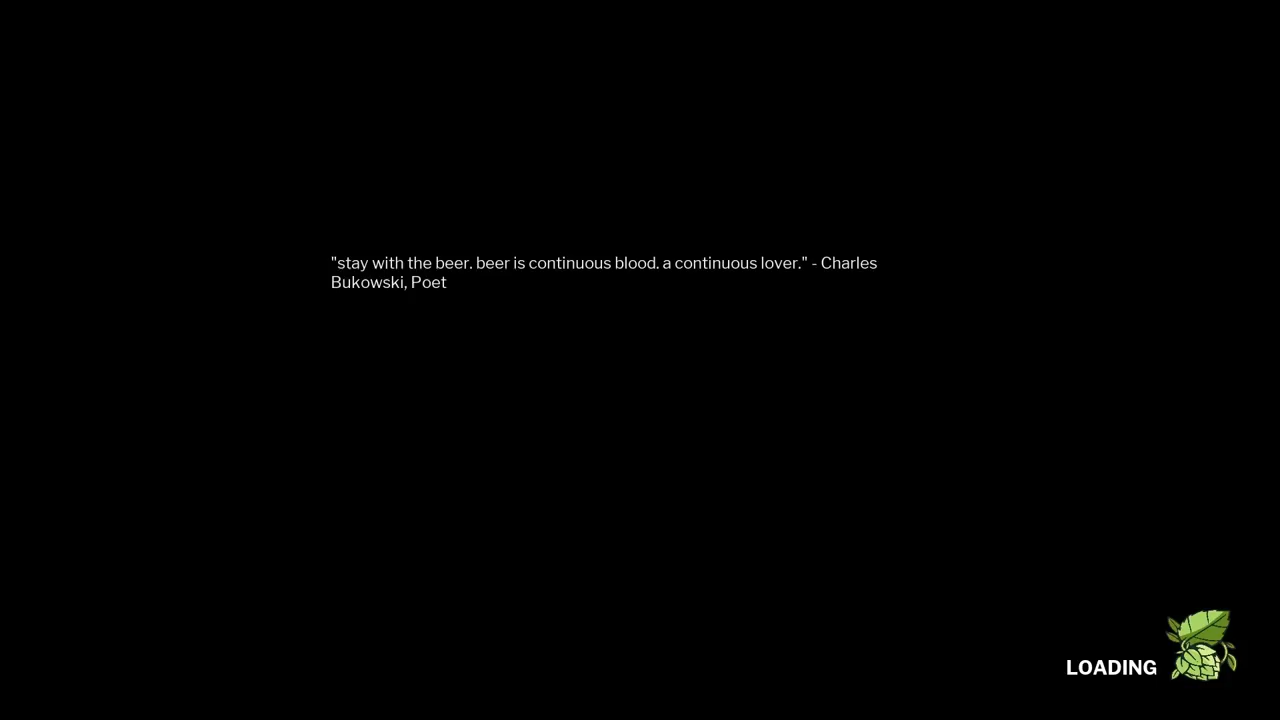 "stay with the beer. beer is continuous blood. a continuous lover." - Charles
Bukowski, Poet
LOADING